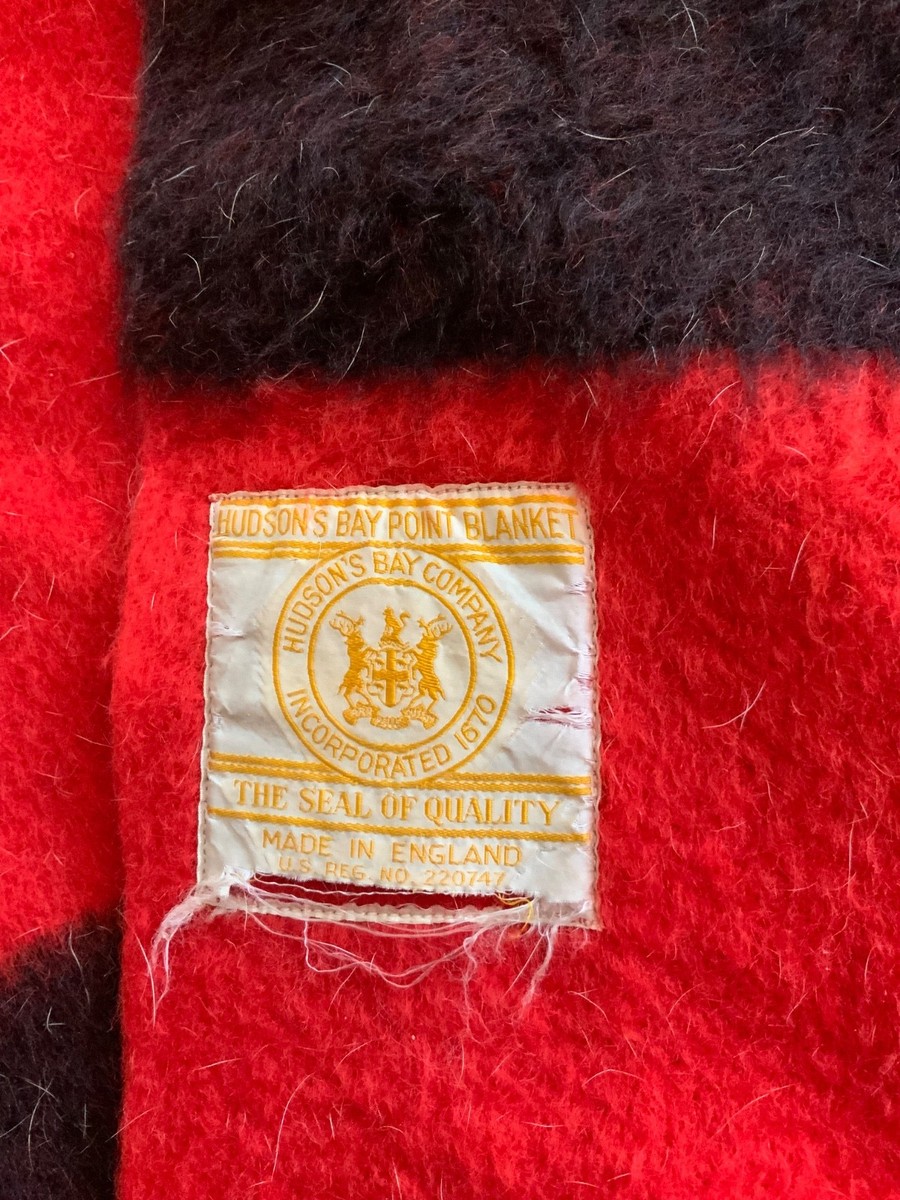 HUDSON'S BAY POINT BLANKET
HUDSON'S BAY COMPANY
INCORPORATED 1670
THE SEAL OF QUALITY
MADE IN ENGLAND
U.S. REG. NO. 220747